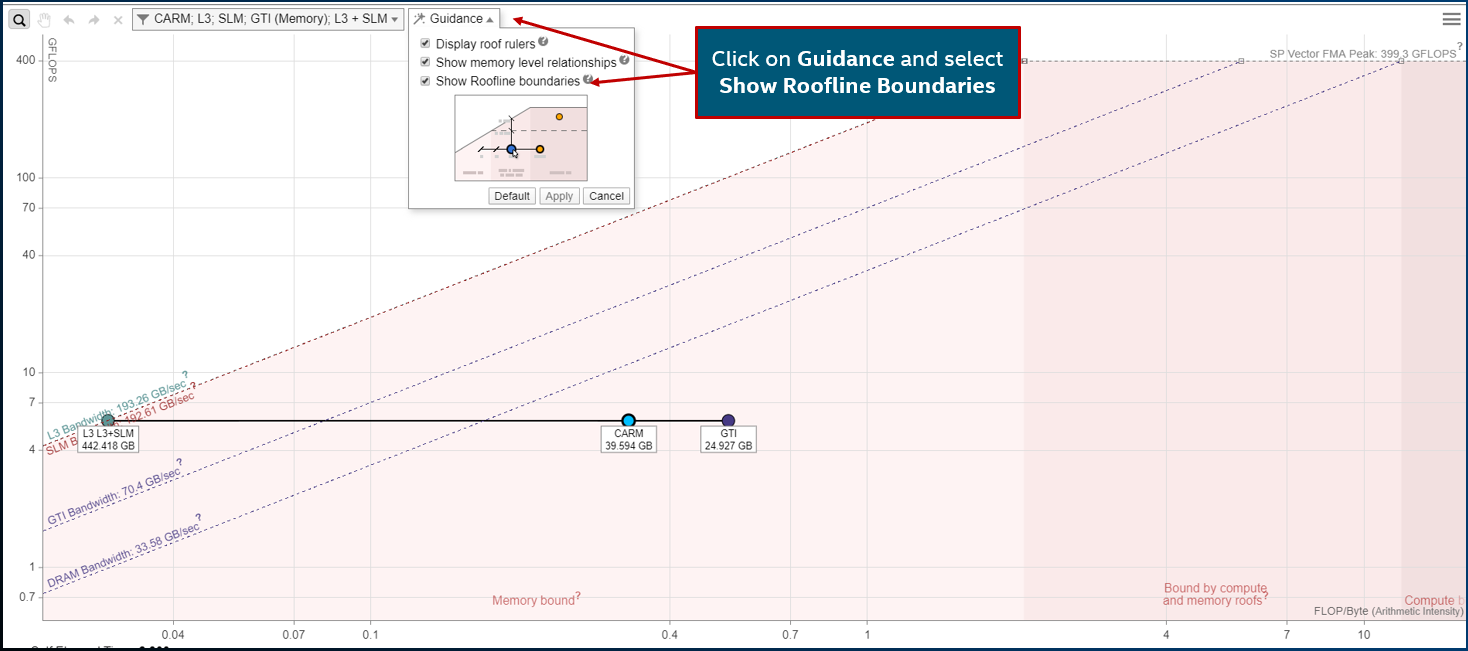 CARM; L3; SLM; GTI (Memory); L3 + SLM
Guidance
Display roof rulers ?
Show memory level relationships ?
Show Roofline boundaries ?
Default Apply Cancel
Click on Guidance and select
Show Roofline Boundaries
SP Vector FMA Peak: 399.3 GFLOPS ?
GFLOPS
400
100
70
40
10
7
4
1
0.7
L3 Bandwidth: 193.26 GB/sec ?
192.61 GB/sec ?
SLM B
L3 L3+SLM
442.418 GB
CARM
39.594 GB
GTI
24.927 GB
GTI Bandwidth: 70.4 GB/sec ?
DRAM Bandwidth: 33.58 GB/sec ?
Memory bound ?
Bound by compute
and memory roofs ?
Compute b
FLOP/Byte (Arithmetic Intensity)
0.04 0.07 0.1 0.4 0.7 1 4 7 10